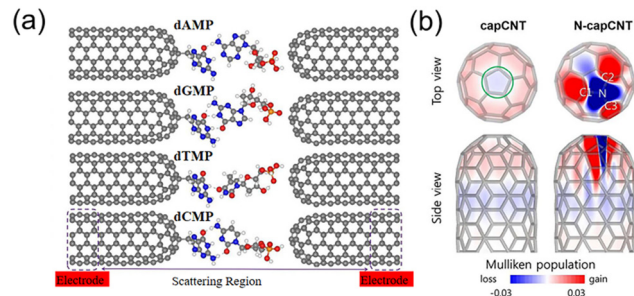 (a)
dAMP
dGMP
dTMP
dCMP
Electrode
Scattering Region
Electrode
(b)
capCNT
N-capCNT
Top view
C2
C1
N
C3
Side view
Mulliken population
loss
gain
-0.03
0.03